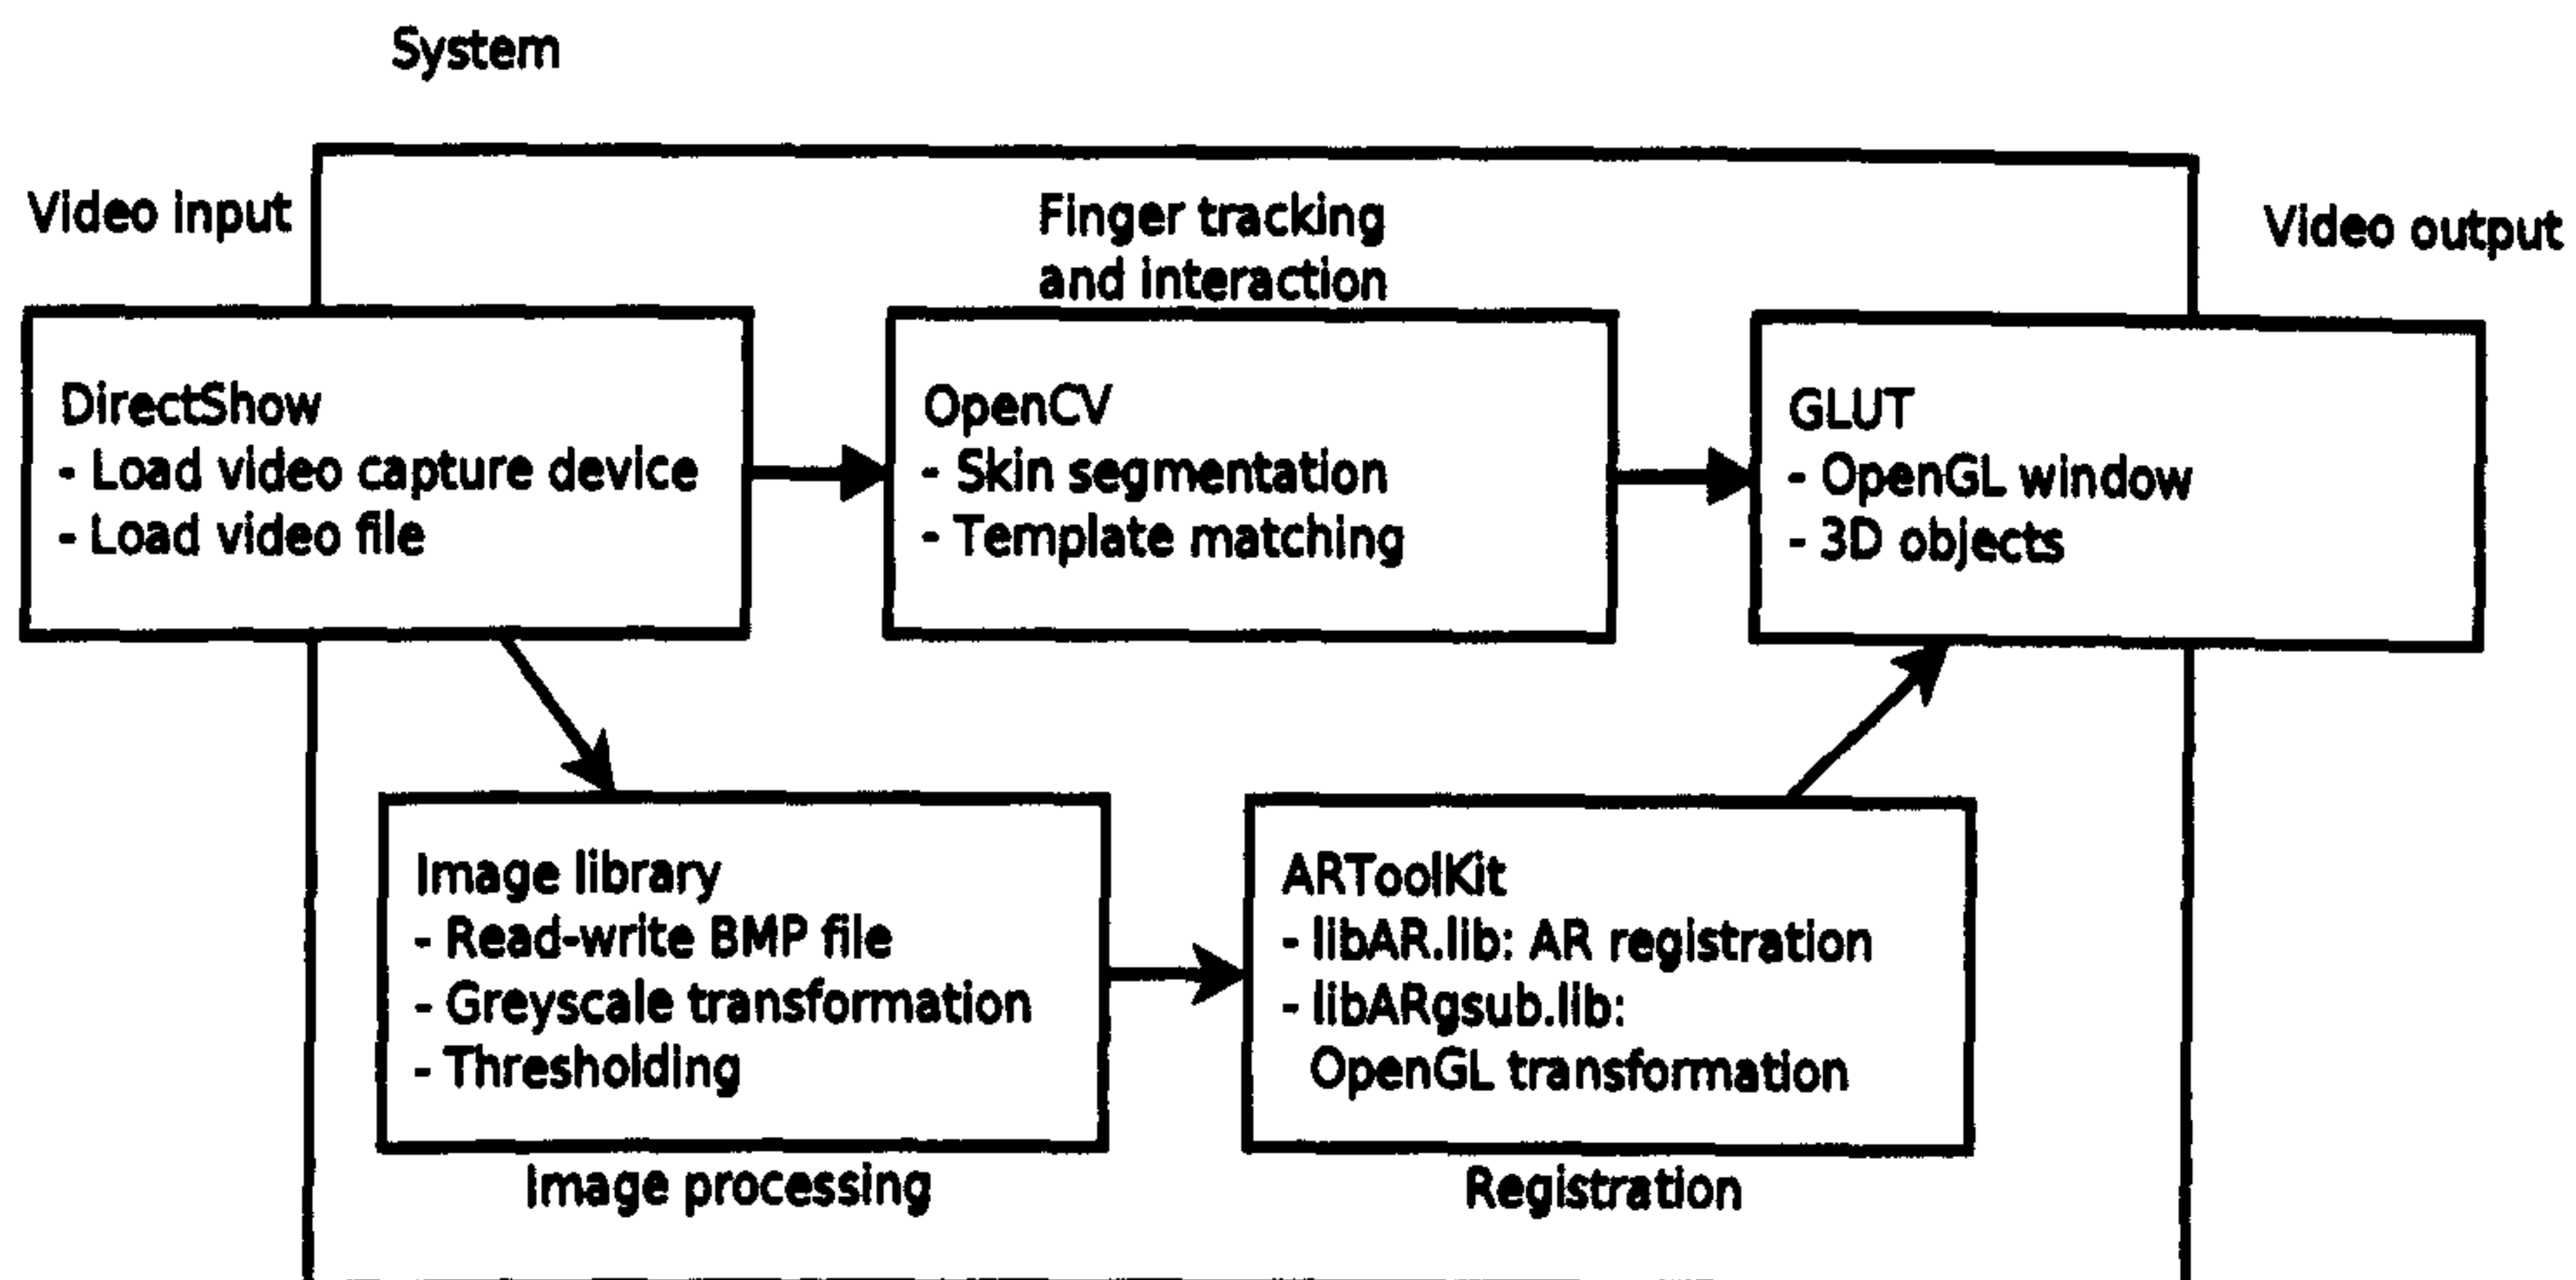 System
Video input
Finger tracking
and interaction
Video output
DirectShow
- Load video capture device
- Load video file
OpenCV
- Skin segmentation
- Template matching
GLUT
- OpenGL window
- 3D objects
Image library
- Read-write BMP file
- Greyscale transformation
- Thresholding
Image processing
ARToolKit
- libAR.lib: AR registration
- libARgsub.lib:
OpenGL transformation
Registration